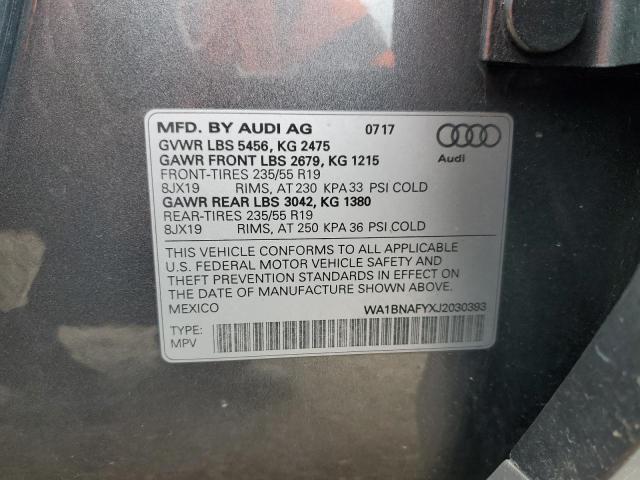 MFD. BY AUDI AG 0717
GVWR LBS 5456, KG 2475
GAWR FRONT LBS 2679, KG 1215
Audi
FRONT-TIRES 235/55 R19
8JX19 RIMS, AT 230 KPA 33 PSI COLD
GAWR REAR LBS 3042, KG 1380
REAR-TIRES 235/55 R19
8JX19 RIMS, AT 250 KPA 36 PSI COLD
THIS VEHICLE CONFORMS TO ALL APPLICABLE
U.S. FEDERAL MOTOR VEHICLE SAFETY AND
THEFT PREVENTION STANDARDS IN EFFECT ON
THE DATE OF MANUFACTURE SHOWN ABOVE.
MEXICO WA1BNAFYXJ2030393
TYPE:
MPV